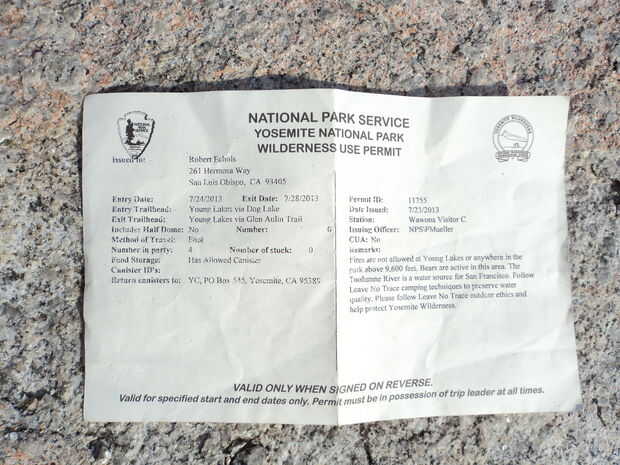 NATIONAL PARK SERVICE
YOSEMITE NATIONAL PARK
WILDERNESS USE PERMIT
Issued to: Robert Echols
261 Hermosa Way
San Luis Obispo, CA 93405
Entry Date: 7/24/2013 Exit Date: 7/28/2013
Entry Trailhead: Young Lakes via Dog Lake
Exit Trailhead: Young Lakes via Glen Aulin Trail
Includes Half Dome: No Number: 0
Method of Travel: Foot
Number in party: 4 Number of stock: 0
Food Storage: Has Allowed Canister
Canister ID's:
Return canisters to: YC, PO Box 545, Yosemite, CA 95389
Permit ID: 11755
Date Issued: 7/23/2013
Station: Wawona Visitor C
Issuing Officer: NPS\PMueller
CUA: No
Remarks:
Fires are not allowed at Young Lakes or anywhere in the
park above 9,600 feet. Bears are active in this area. The
Tuolumne River is a water source for San Francisco. Follow
Leave No Trace camping techniques to preserve water
quality. Please follow Leave No Trace outdoor ethics and
help protect Yosemite Wilderness.
VALID ONLY WHEN SIGNED ON REVERSE.
Valid for specified start and end dates only. Permit must be in possession of trip leader at all times.